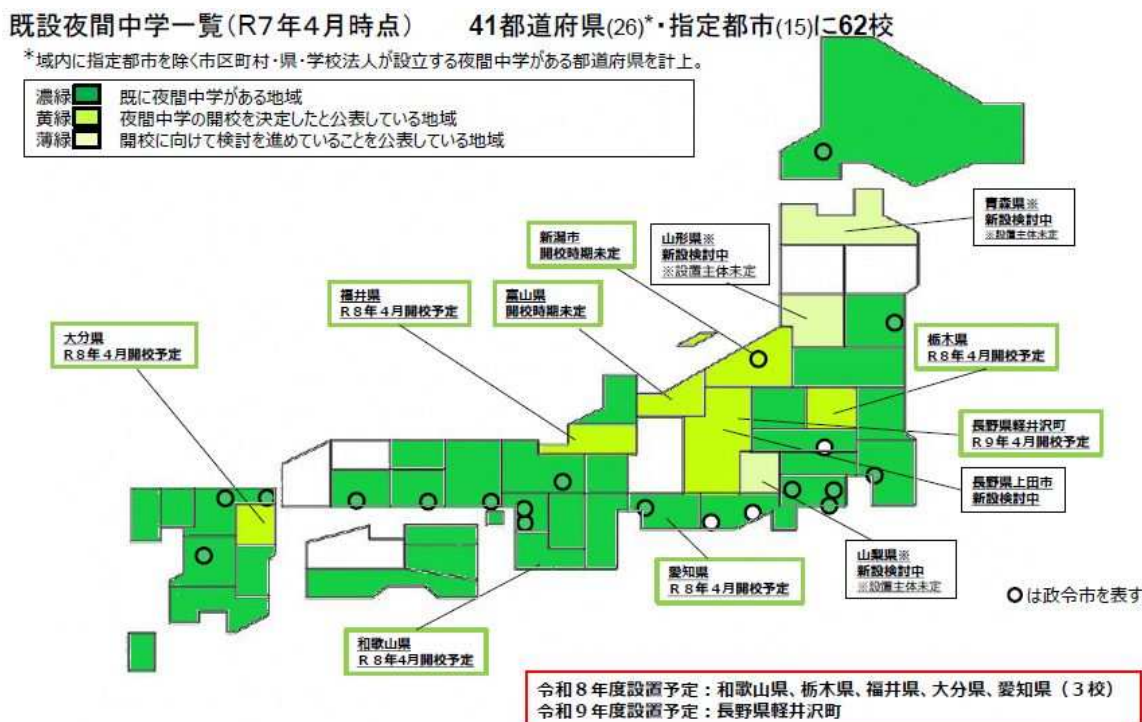 既設夜間中学一覧(R7年4月時点)　41都道府県(26)*・指定都市(15)に62校
*域内に指定都市を除く市区町村・県・学校法人が設立する夜間中学がある都道府県を計上。
濃緑 既に夜間中学がある地域
黄緑 夜間中学の開校を決定したと公表している地域
薄緑 開校に向けて検討を進めていることを公表している地域
青森県※
新設検討中
※設置主体未定
新潟市
開校時期未定
山形県※
新設検討中
※設置主体未定
福井県
R8年4月開校予定
富山県
開校時期未定
大分県
R8年4月開校予定
栃木県
R8年4月開校予定
長野県軽井沢町
R9年4月開校予定
長野県上田市
新設検討中
山梨県※
新設検討中
※設置主体未定
愛知県
R8年4月開校予定
○は政令市を表す
和歌山県
R8年4月開校予定
令和8年度設置予定:和歌山県、栃木県、福井県、大分県、愛知県(3校)
令和9年度設置予定:長野県軽井沢町